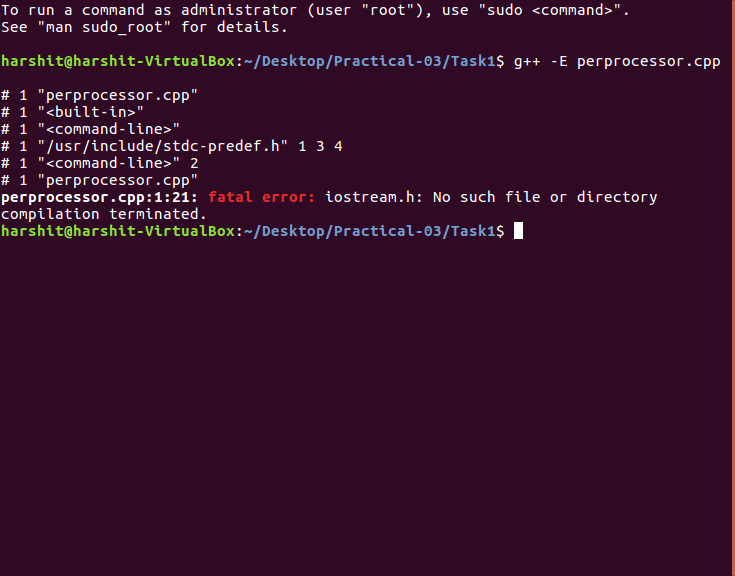 To run a command as administrator (user "root"), use "sudo <command>".
See "man sudo_root" for details.
harshit@harshit-VirtualBox:~/Desktop/Practical-03/Task1$ g++ -E perprocessor.cpp
# 1 "perprocessor.cpp"
# 1 "<built-in>"
# 1 "<command-line>"
# 1 "/usr/include/stdc-predef.h" 1 3 4
# 1 "<command-line>" 2
# 1 "perprocessor.cpp"
perprocessor.cpp:1:21: fatal error: iostream.h: No such file or directory
compilation terminated.
harshit@harshit-VirtualBox:~/Desktop/Practical-03/Task1$